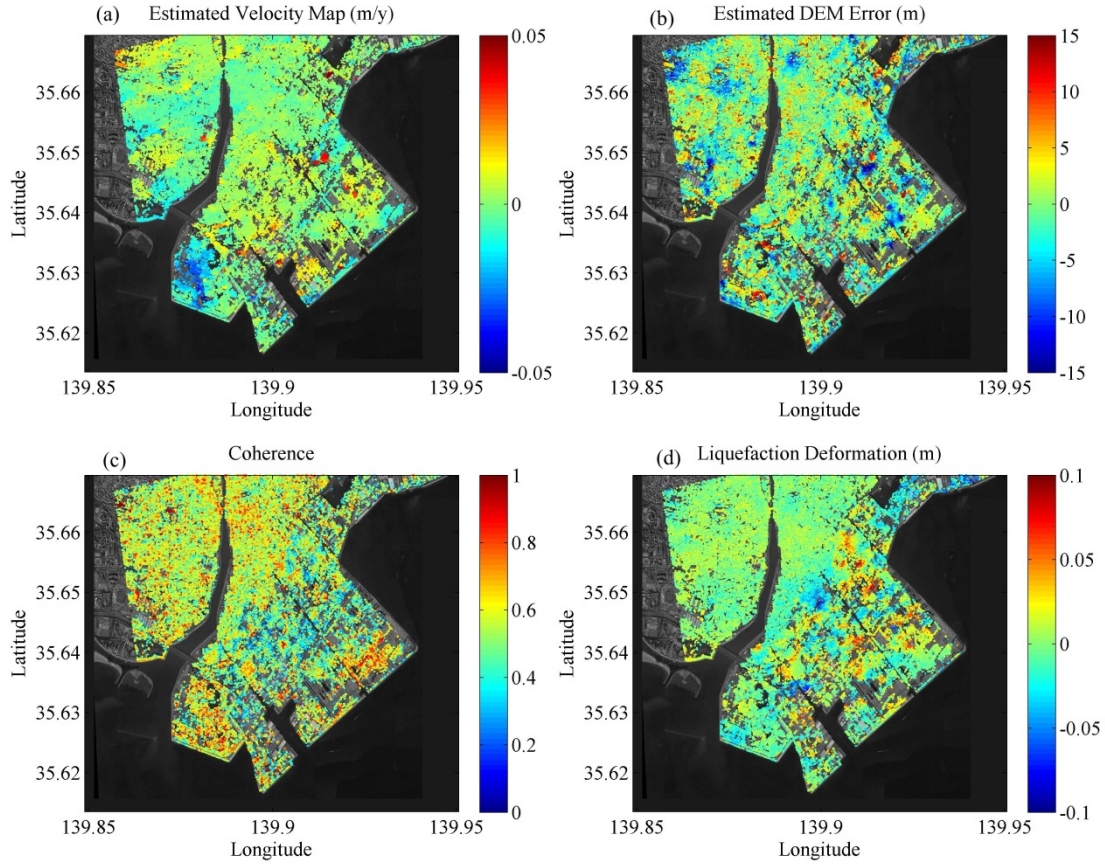 (a) Estimated Velocity Map (m/y)
Latitude
35.66
35.65
35.64
35.63
35.62
139.85 139.9 139.95
Longitude
0.05
0
-0.05
(b) Estimated DEM Error (m)
Latitude
35.66
35.65
35.64
35.63
35.62
139.85 139.9 139.95
Longitude
15
10
5
0
-5
-10
-15
(c) Coherence
Latitude
35.66
35.65
35.64
35.63
35.62
139.85 139.9 139.95
Longitude
1
0.8
0.6
0.4
0.2
0
(d) Liquefaction Deformation (m)
Latitude
35.66
35.65
35.64
35.63
35.62
139.85 139.9 139.95
Longitude
0.1
0.05
0
-0.05
-0.1